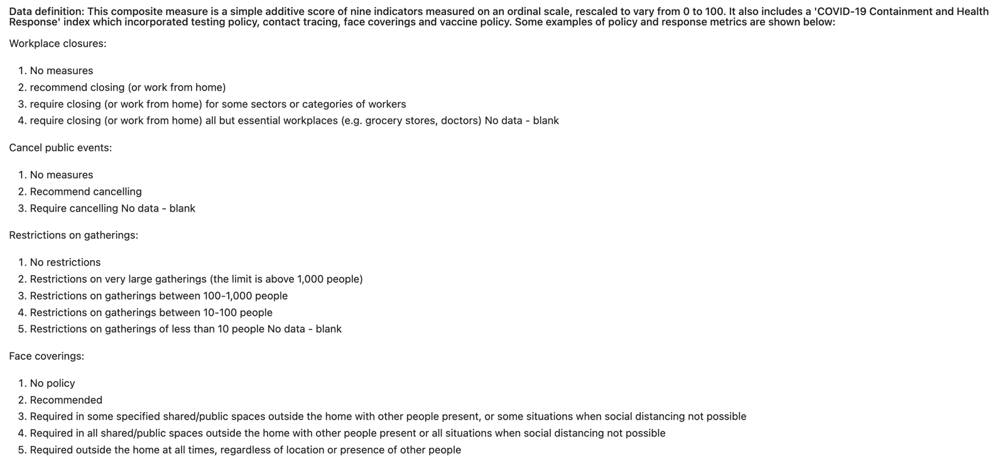 Data definition: This composite measure is a simple additive score of nine indicators measured on an ordinal scale, rescaled to vary from 0 to 100. It also includes a 'COVID-19 Containment and Health
Response' index which incorporated testing policy, contact tracing, face coverings and vaccine policy. Some examples of policy and response metrics are shown below:
Workplace closures:
1. No measures
2. recommend closing (or work from home)
3. require closing (or work from home) for some sectors or categories of workers
4. require closing (or work from home) all but essential workplaces (e.g. grocery stores, doctors) No data - blank
Cancel public events:
1. No measures
2. Recommend cancelling
3. Require cancelling No data - blank
Restrictions on gatherings:
1. No restrictions
2. Restrictions on very large gatherings (the limit is above 1,000 people)
3. Restrictions on gatherings between 100-1,000 people
4. Restrictions on gatherings between 10-100 people
5. Restrictions on gatherings of less than 10 people No data - blank
Face coverings:
1. No policy
2. Recommended
3. Required in some specified shared/public spaces outside the home with other people present, or some situations when social distancing not possible
4. Required in all shared/public spaces outside the home with other people present or all situations when social distancing not possible
5. Required outside the home at all times, regardless of location or presence of other people